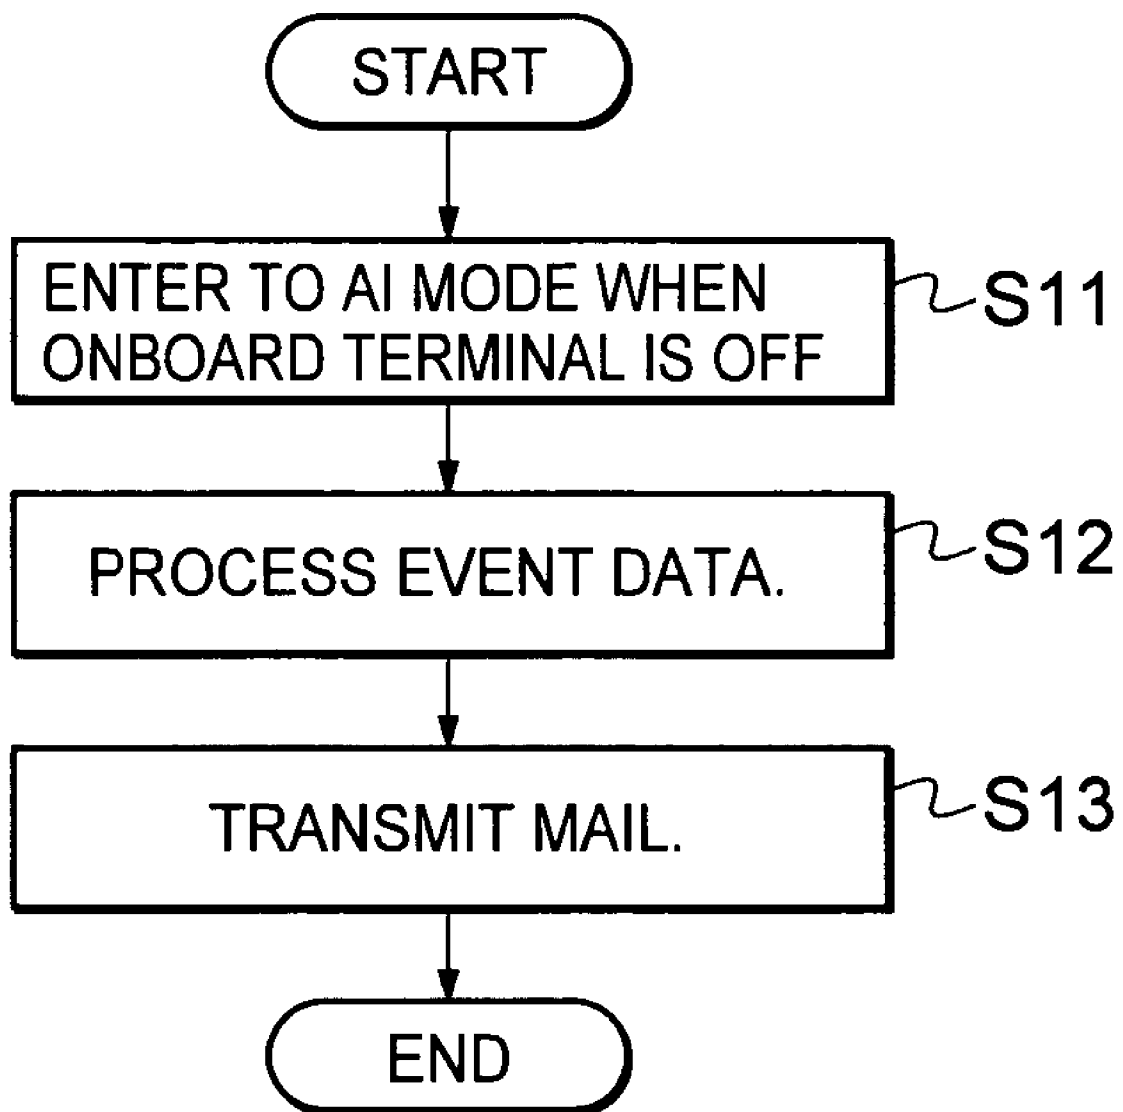 START
ENTER TO AI MODE WHEN
ONBOARD TERMINAL IS OFF
S11
PROCESS EVENT DATA.
S12
TRANSMIT MAIL.
S13
END